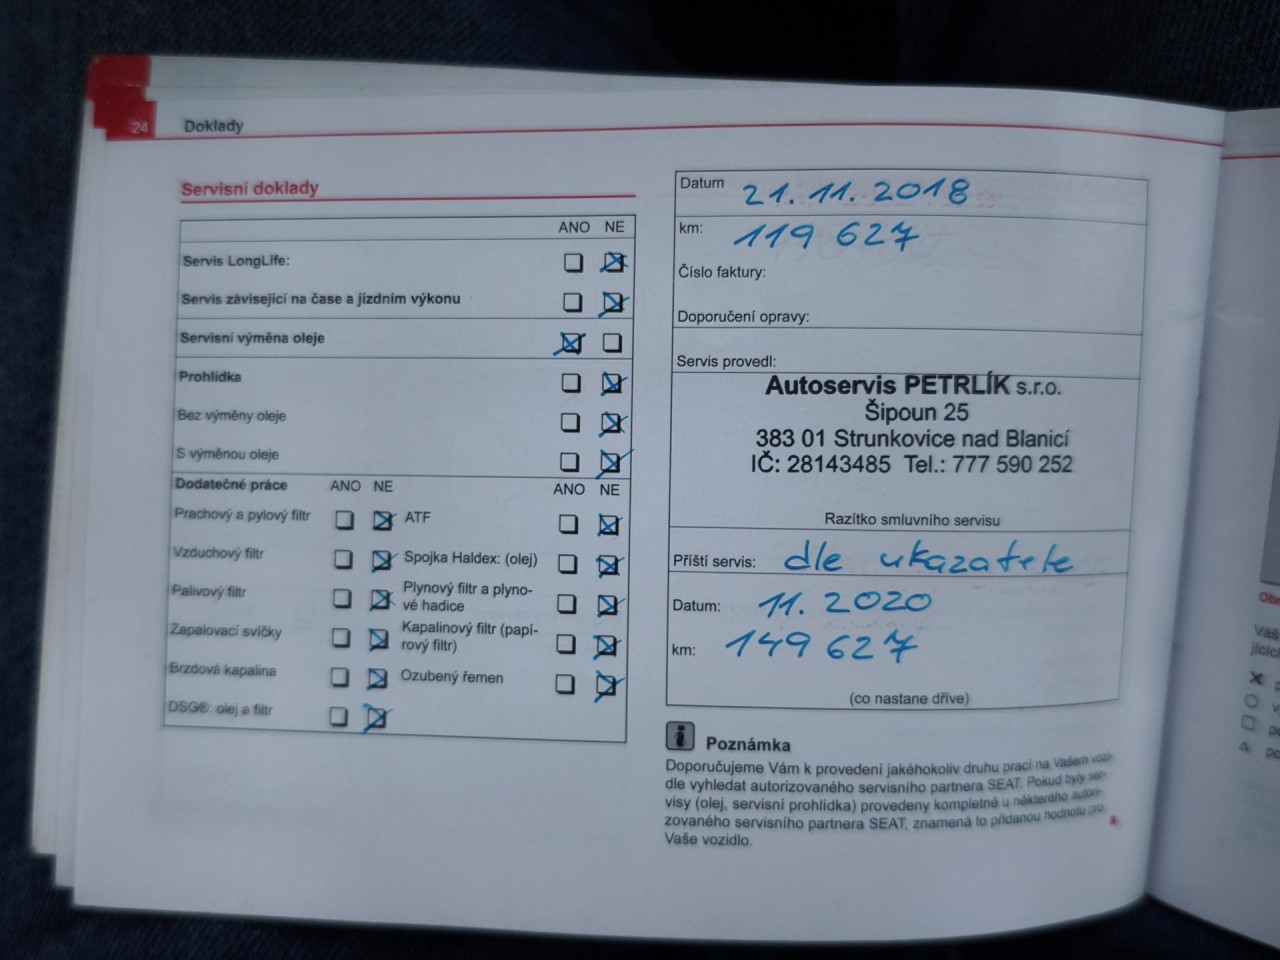 24 Doklady
Servisní doklady
ANO NE
Servis LongLife:
Servis závisející na čase a jízdním výkonu
Servisní výměna oleje
Prohlídka
Bez výměny oleje
S výměnou oleje
Dodatečné práce ANO NE ANO NE
Prachový a pylový filtr ATF
Vzduchový filtr Spojka Haldex: (olej)
Palivový filtr Plynový filtr a plyno-
vé hadice
Zapalovací svíčky Kapalinový filtr (papí-
rový filtr)
Brzdová kapalina Ozubený řemen
DSG®: olej a filtr
Datum 21. 11. 2018
km: 119 627
Číslo faktury:
Doporučení opravy:
Servis provedl:
Autoservis PETRLÍK s.r.o.
Šipoun 25
383 01 Strunkovice nad Blanicí
IČ: 28143485 Tel.: 777 590 252
Razítko smluvního servisu
Příští servis: dle ukazatele
Datum: 11. 2020
km: 149 627
(co nastane dříve)
Poznámka
Doporučujeme Vám k provedení jakéhokoliv druhu prací na Vašem vozi-
dle vyhledat autorizovaného servisního partnera SEAT. Pokud byly ser-
visy (olej, servisní prohlídka) provedeny kompletně u některého autori-
zovaného servisního partnera SEAT, znamená to přidanou hodnotu pro
Vaše vozidlo.